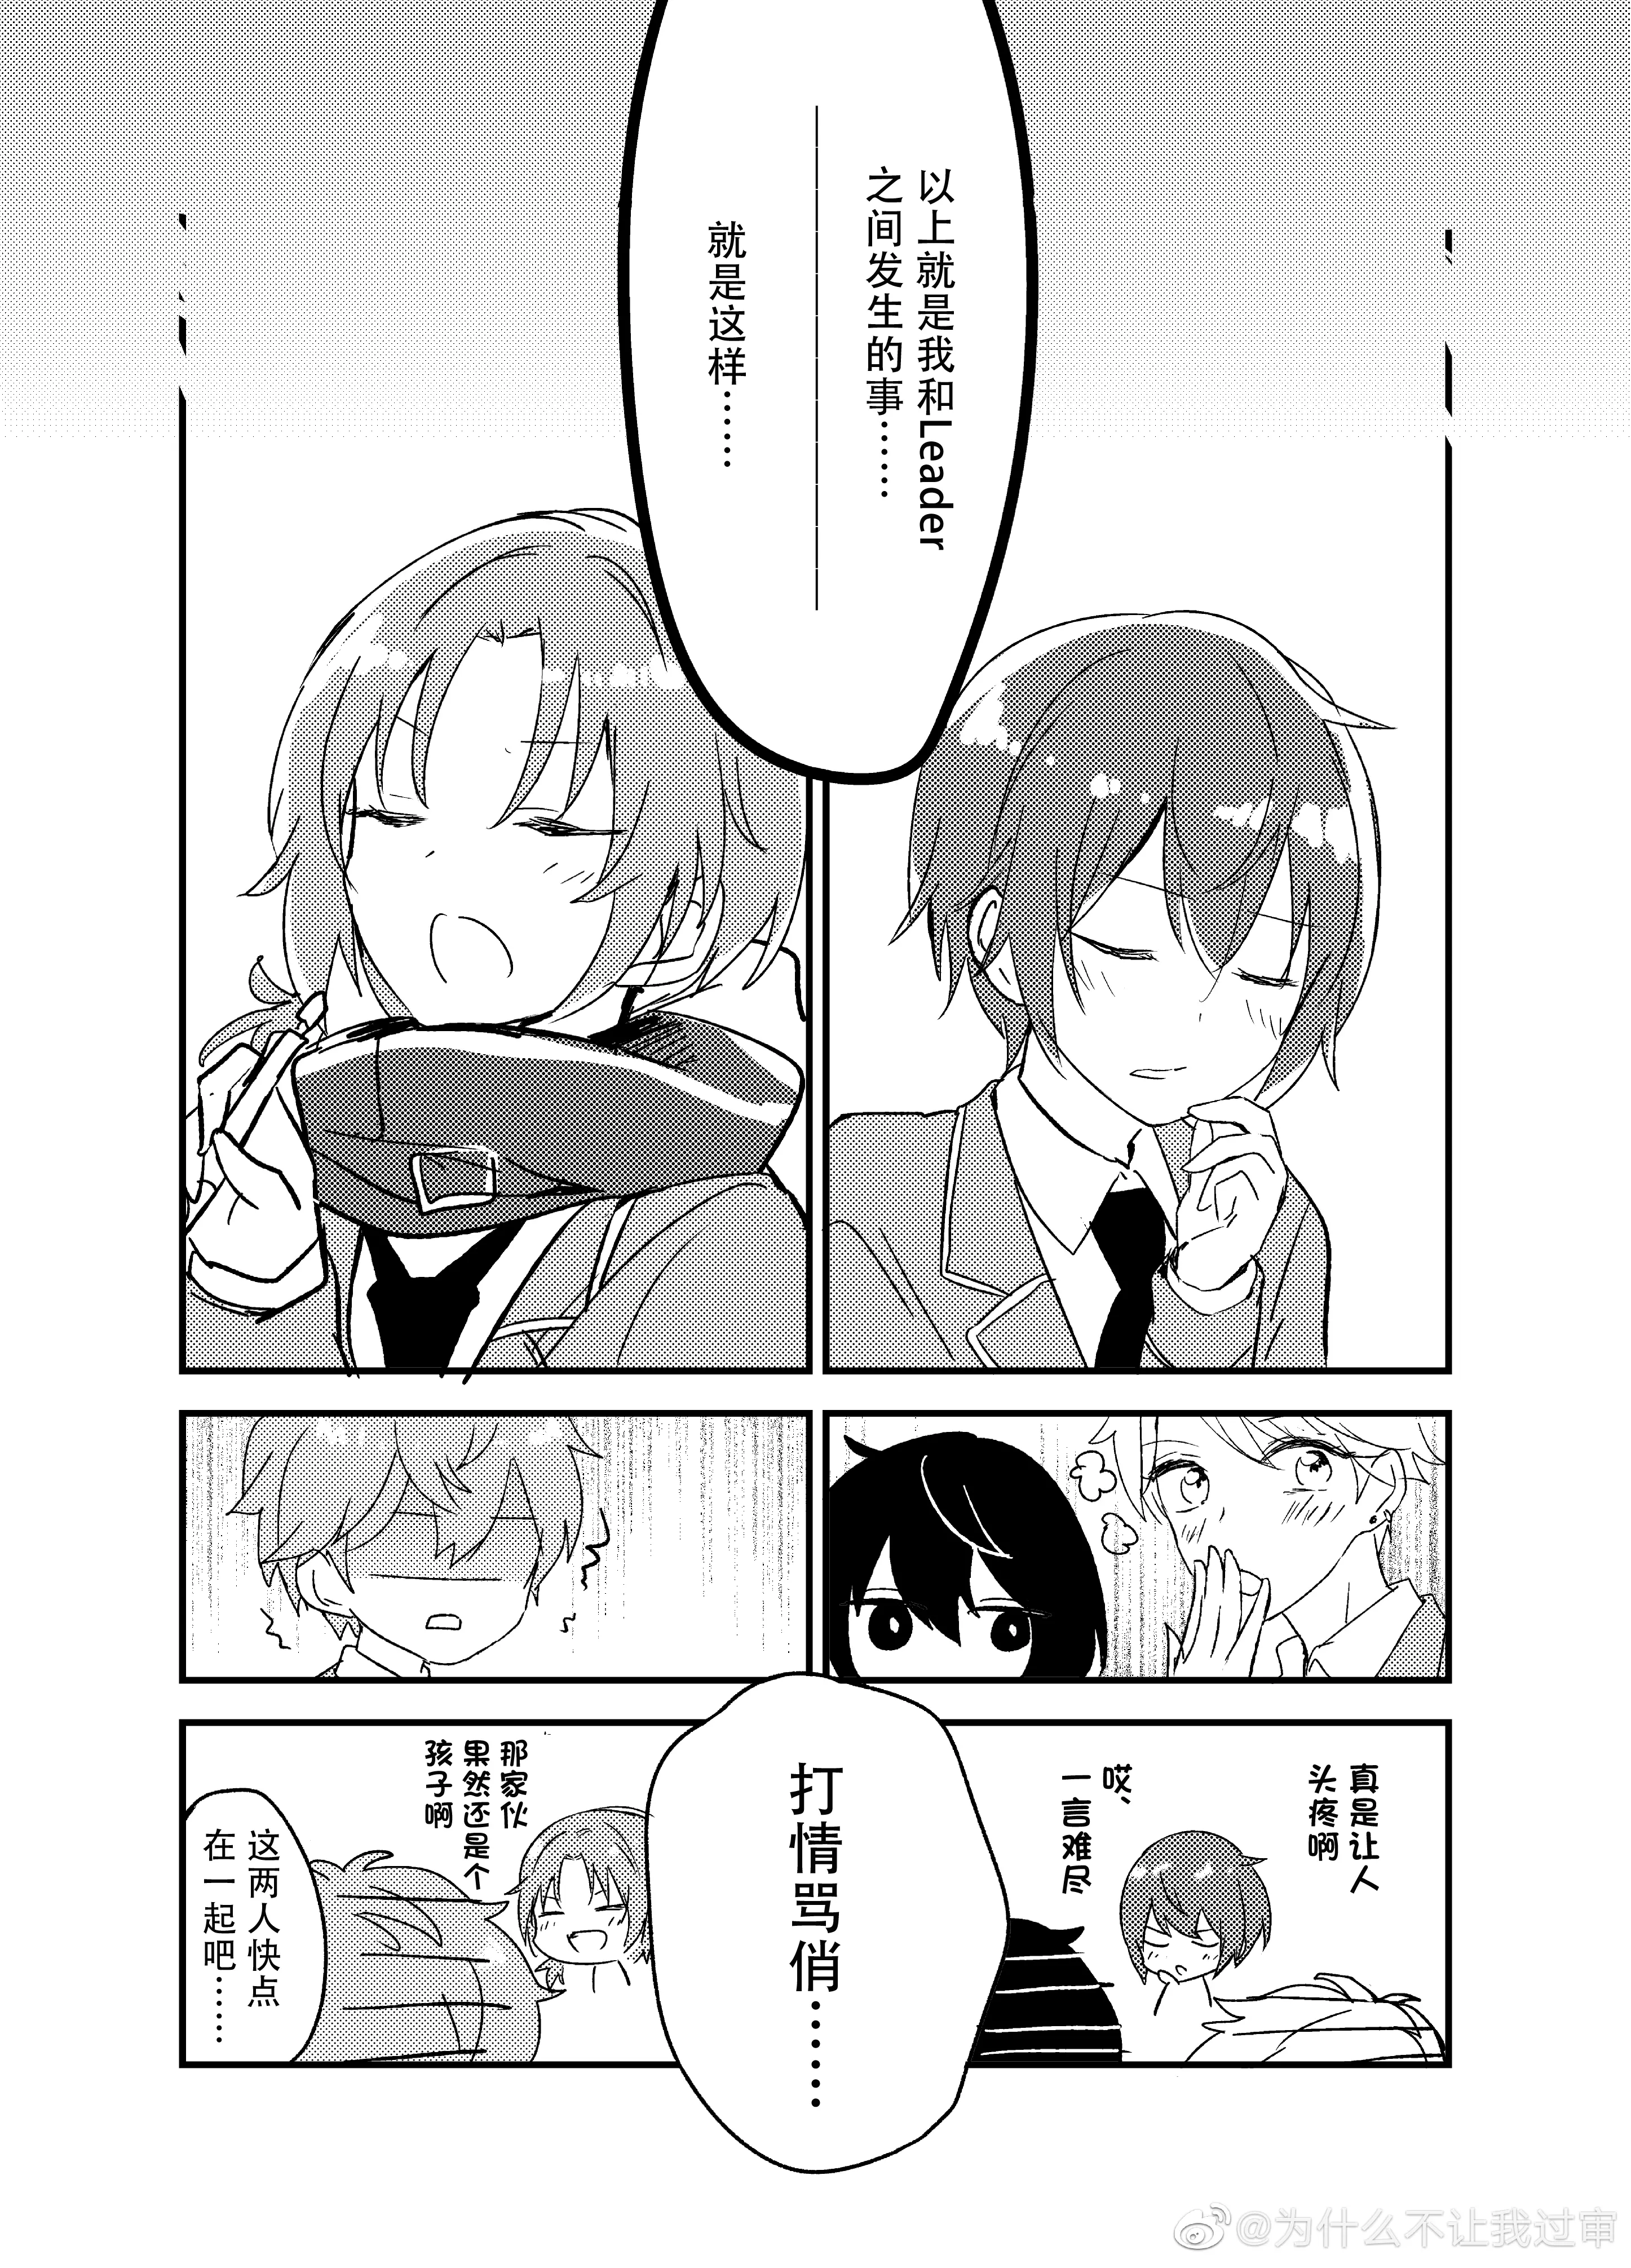 以上就是我和Leader
之间发生的事……
就是这样……
真是让人
头疼啊
哎、
一言难尽
打情骂俏……
那家伙
果然还是个
孩子啊
这两人快点
在一起吧……
@为什么不让我过审